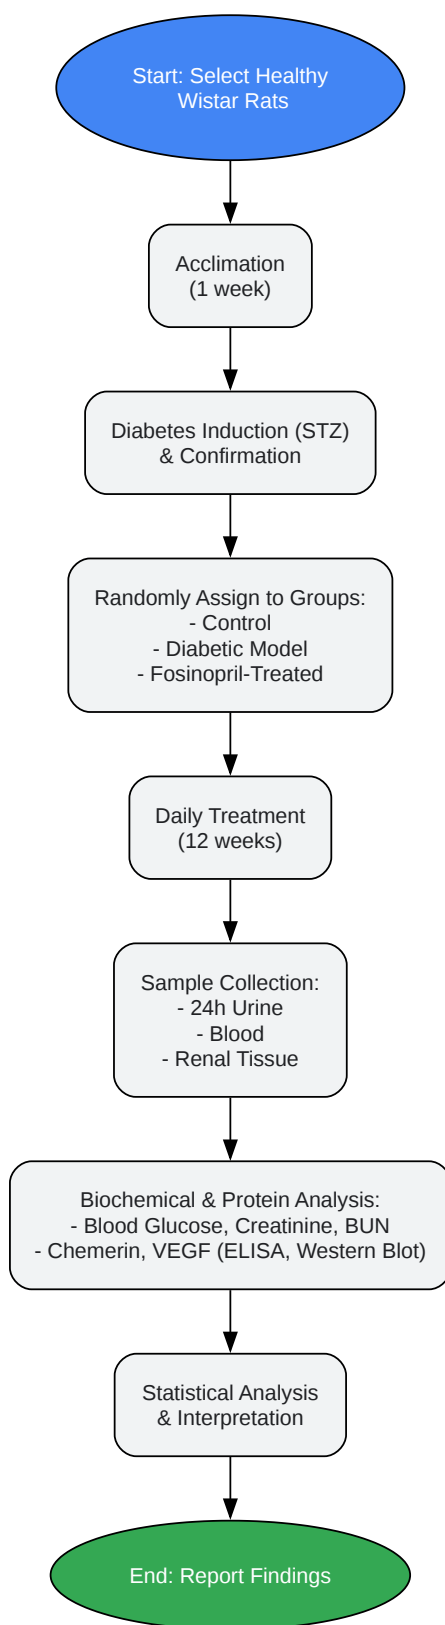 Start: Select Healthy
Wistar Rats
Acclimation
(1 week)
Diabetes Induction (STZ)
& Confirmation
Randomly Assign to Groups:
- Control
- Diabetic Model
- Fosinopril-Treated
Daily Treatment
(12 weeks)
Sample Collection:
- 24h Urine
- Blood
- Renal Tissue
Biochemical & Protein Analysis:
- Blood Glucose, Creatinine, BUN
- Chemerin, VEGF (ELISA, Western Blot)
Statistical Analysis
& Interpretation
End: Report Findings